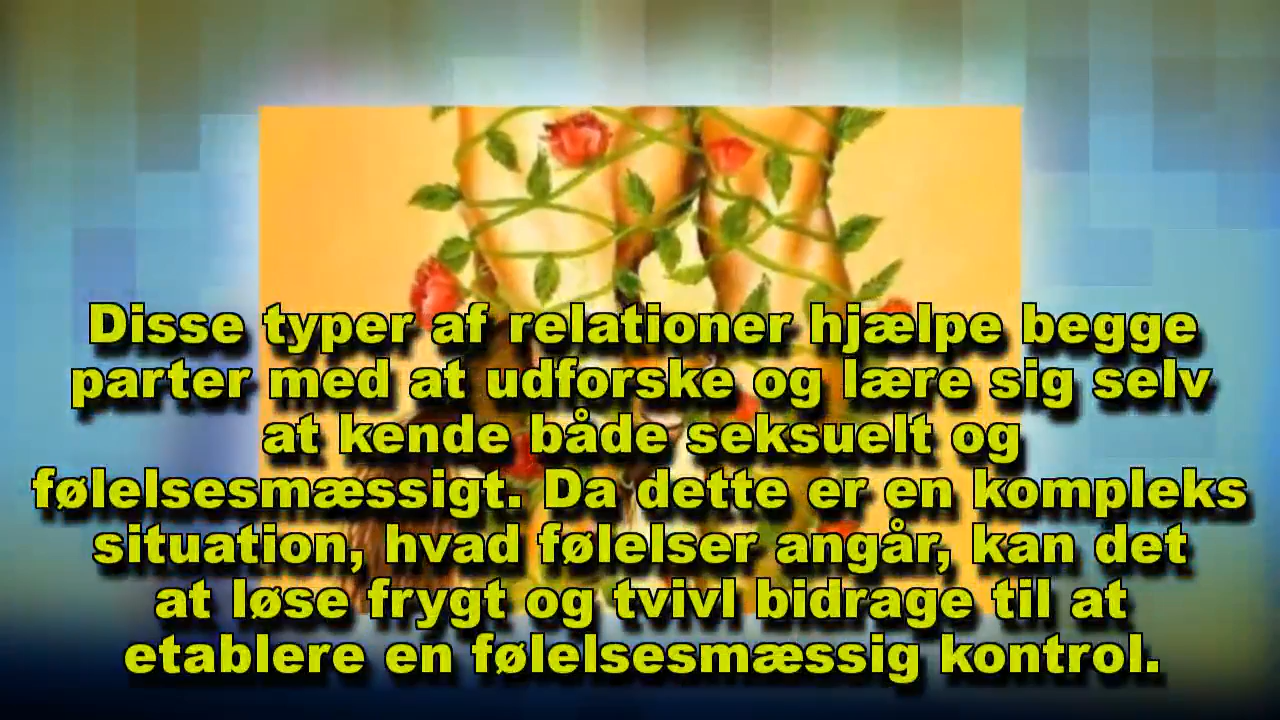 Disse typer af relationer hjælpe begge
parter med at udforske og lære sig selv
at kende både seksuelt og
følelsesmæssigt. Da dette er en kompleks
situation, hvad følelser angår, kan det
at løse frygt og tvivl bidrage til at
etablere en følelsesmæssig kontrol.